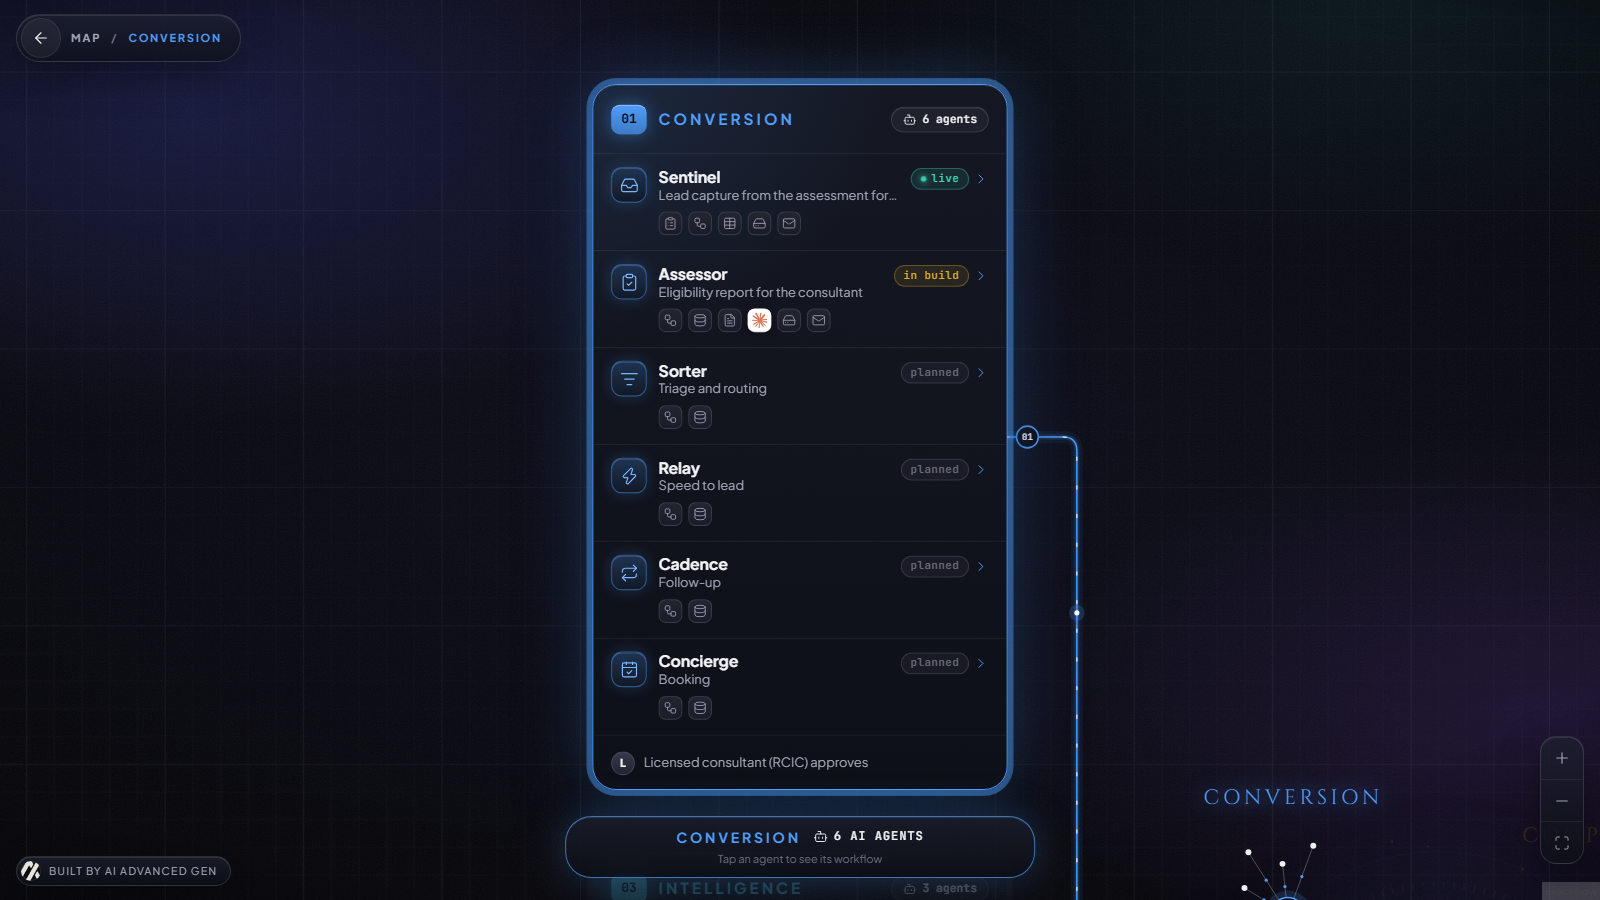 MAP / CONVERSION
01 CONVERSION 6 agents
Sentinel live
Lead capture from the assessment for…
Assessor in build
Eligibility report for the consultant
Sorter planned
Triage and routing
01
Relay planned
Speed to lead
Cadence planned
Follow-up
Concierge planned
Booking
L Licensed consultant (RCIC) approves
CONVERSION
CONVERSION 6 AI AGENTS
Tap an agent to see its workflow
BUILT BY AI ADVANCED GEN
03 INTELLIGENCE 3 agents